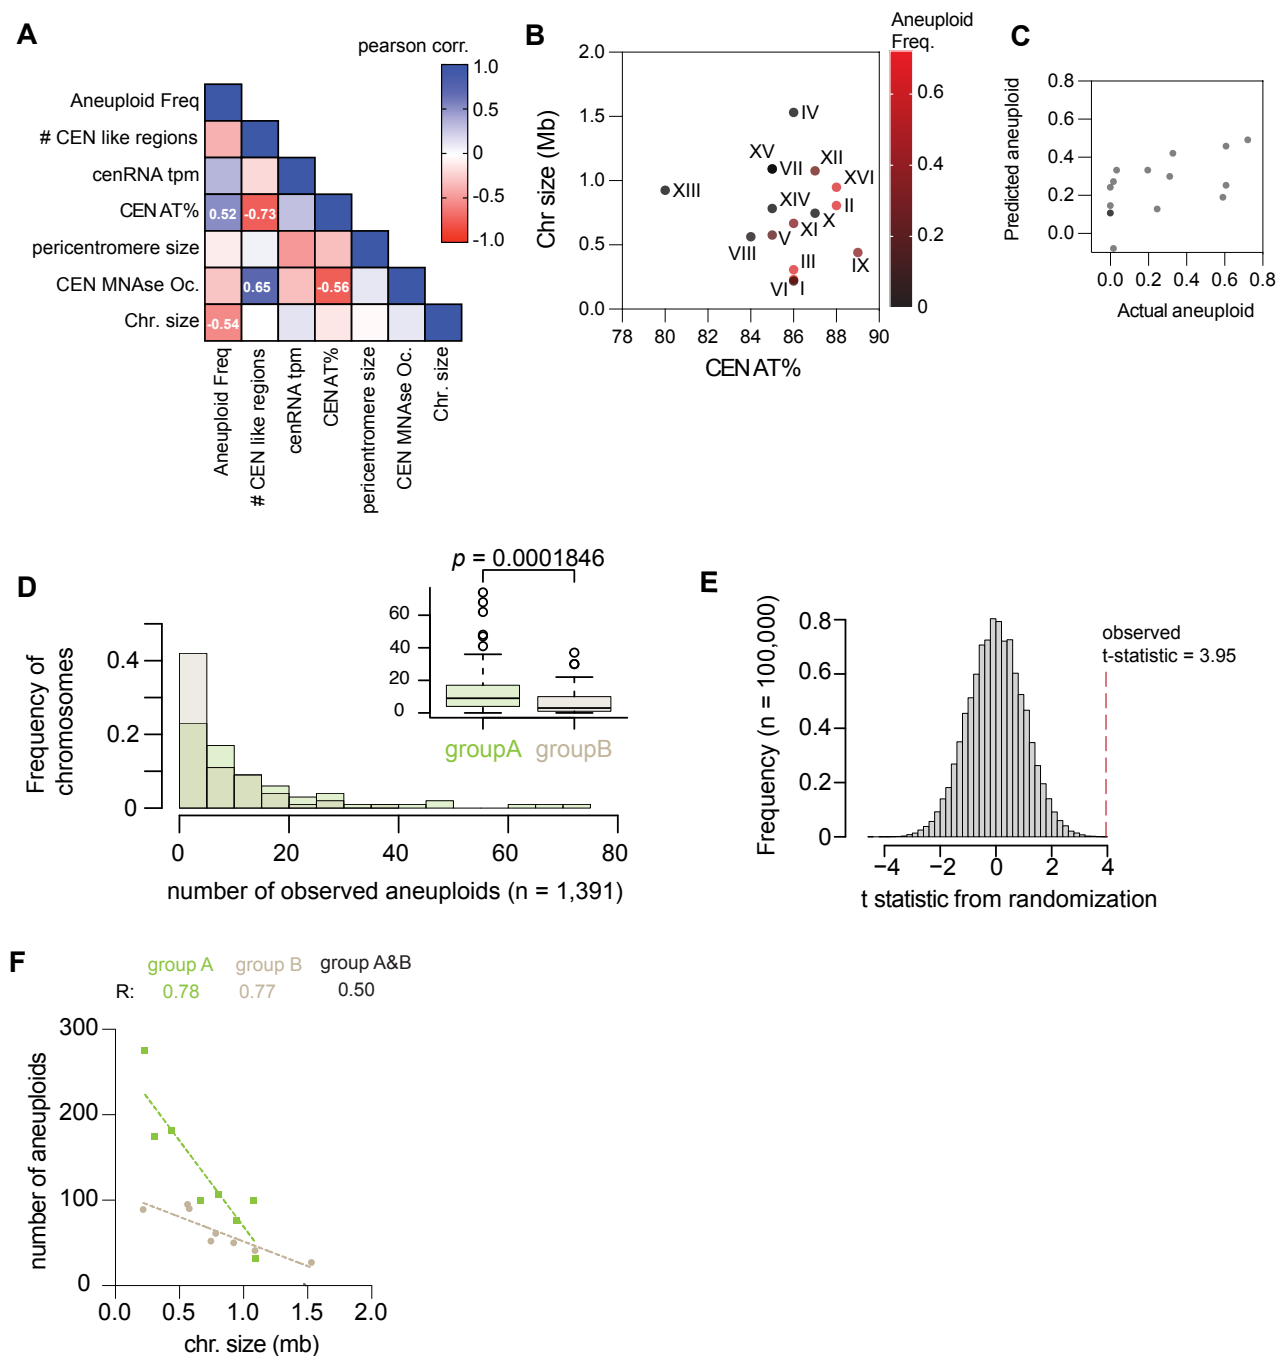 A
pearson corr.
1.0
0.5
0
-0.5
-1.0
Aneuploid Freq
# CEN like regions
cenRNA tpm
CEN AT%
0.52
-0.73
pericentromere size
CEN MNAse Oc.
0.65
-0.56
Chr. size
-0.54
Aneuploid Freq
# CEN like regions
cenRNA tpm
CEN AT%
pericentromere size
CEN MNAse Oc.
Chr. size
B
Aneuploid
Freq.
0.6
0.4
0.2
0
Chr size (Mb)
2.0
1.5
1.0
0.5
0.0
IV
XV
VII
XII
XIII
XVI
XIV
II
X
XI
VIII
V
III
IX
VI
I
78
80
82
84
86
88
90
CEN AT%
C
Predicted aneuploid
0.8
0.4
0.0
0.0
0.2
0.4
0.6
0.8
Actual aneuploid
D
p = 0.0001846
60
40
20
0
groupA
groupB
Frequency of
chromosomes
0.4
0.2
0
0
20
40
60
80
number of observed aneuploids (n = 1,391)
E
Frequency (n = 100,000)
0.8
0.6
0.4
0.2
0
observed
t-statistic = 3.95
−4
−2
0
2
4
t statistic from randomization
F
group A
group B
group A&B
R:
0.78
0.77
0.50
number of aneuploids
300
200
100
0
0.0
0.5
1.0
1.5
2.0
chr. size (mb)